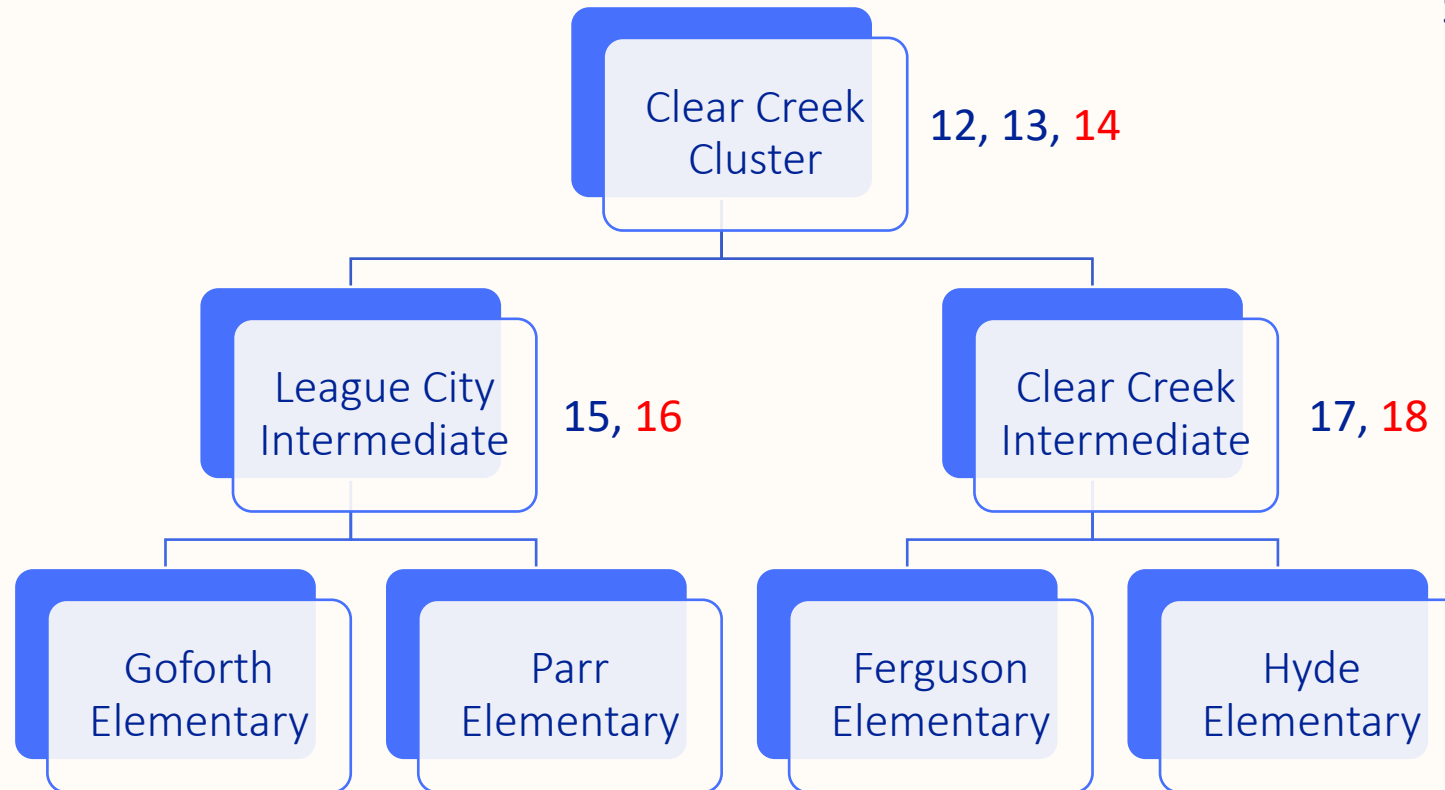 Clear Creek
Cluster
12, 13, 14
League City
Intermediate
15, 16
Clear Creek
Intermediate
17, 18
Goforth
Elementary
Parr
Elementary
Ferguson
Elementary
Hyde
Elementary